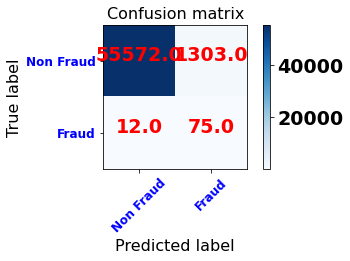 Confusion matrix
True label
Non Fraud
Fraud
55572.0
1303.0
12.0
75.0
Non Fraud
Fraud
Predicted label
40000
20000